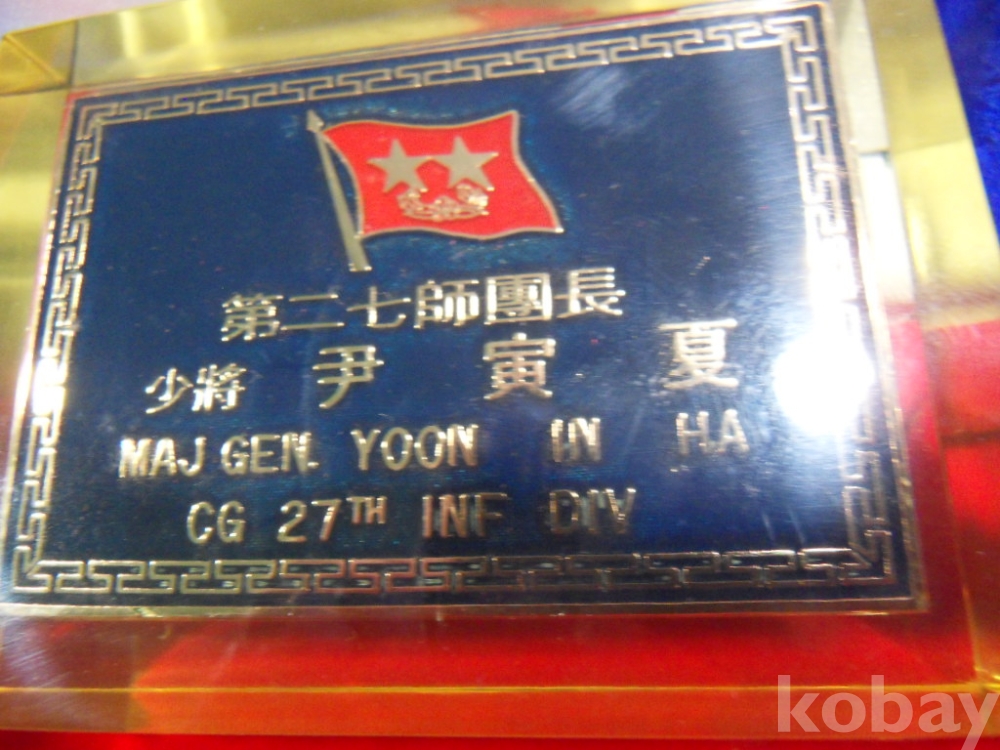 第二七師團長
少將 尹 寅 夏
MAJ GEN. YOON IN HA
CG 27TH INF DIV
kobay